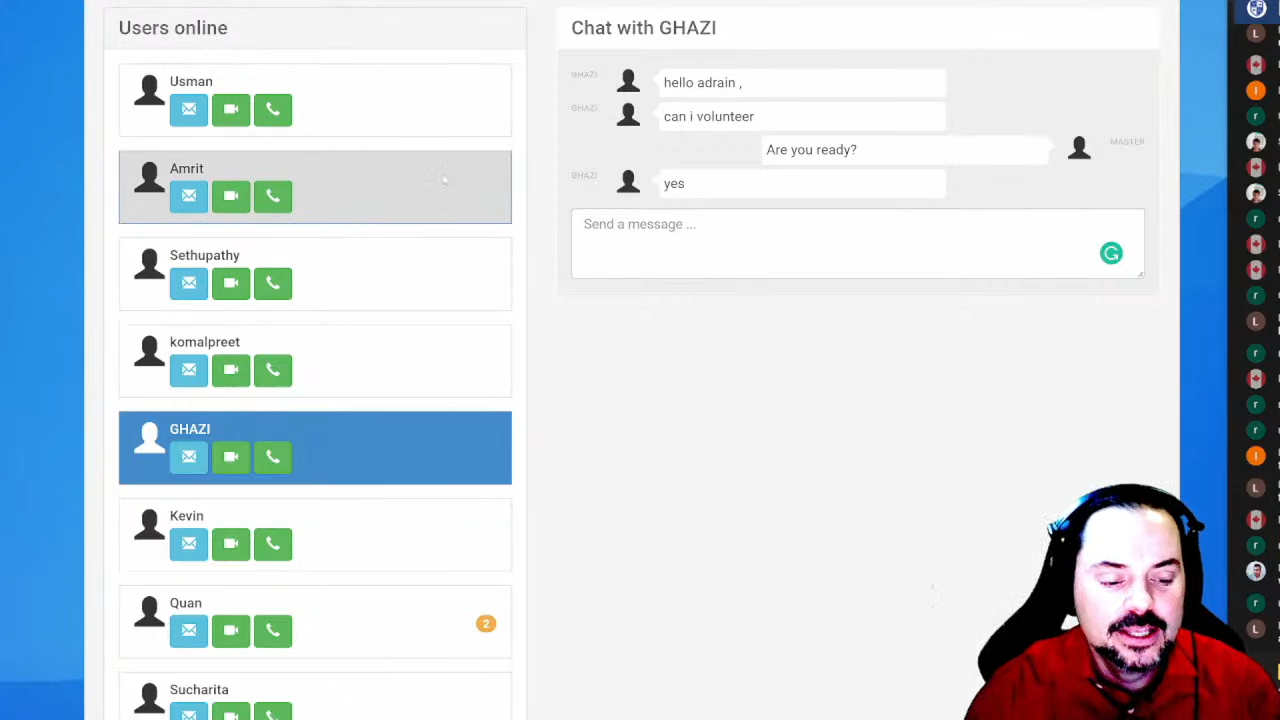 Users online
Usman
Amrit
Sethupathy
komalpreet
GHAZI
Kevin
Quan
2
Sucharita
Chat with GHAZI
GHAZI
hello adrain ,
GHAZI
can i volunteer
Are you ready?
MASTER
GHAZI
yes
Send a message ...
L
I
r
r
r
L
r
r
r
I
L
r
r
L